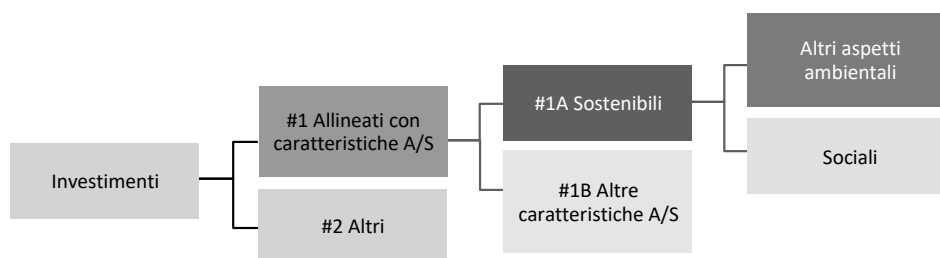 Investimenti
#1 Allineati con
caratteristiche A/S
#2 Altri
#1A Sostenibili
#1B Altre
caratteristiche A/S
Altri aspetti
ambientali
Sociali